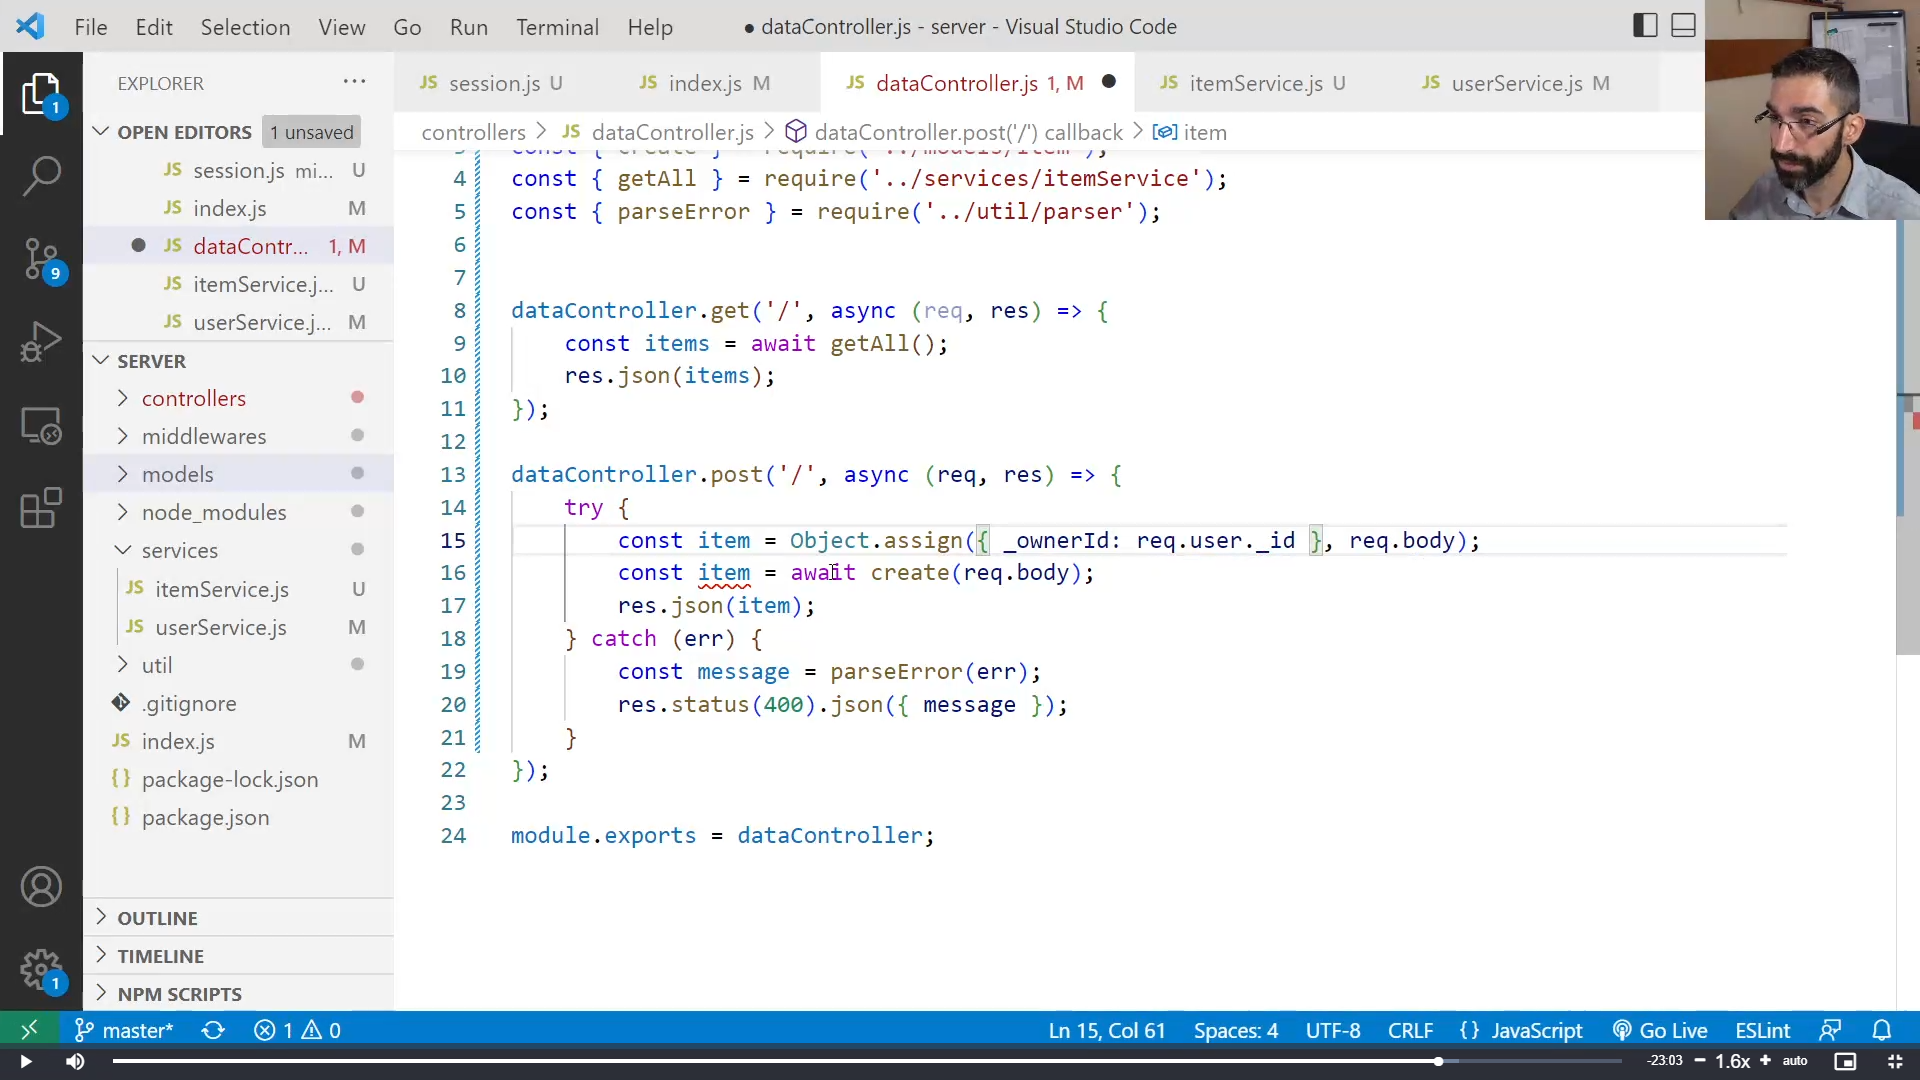 File Edit Selection View Go Run Terminal Help
● dataController.js - server - Visual Studio Code
EXPLORER ···
JS session.js U
JS index.js M
JS dataController.js 1, M ●
JS itemService.js U
JS userService.js M
OPEN EDITORS 1 unsaved
JS session.js mi... U
JS index.js M
● JS dataContr... 1, M
JS itemService.j... U
JS userService.j... M
SERVER
controllers
middlewares
models
node_modules
services
JS itemService.js U
JS userService.js M
util
.gitignore
JS index.js M
{} package-lock.json
{} package.json
OUTLINE
TIMELINE
NPM SCRIPTS
1
9
1
controllers > JS dataController.js > dataController.post('/') callback > item
4 const { getAll } = require('../services/itemService');
5 const { parseError } = require('../util/parser');
6
7
8 dataController.get('/', async (req, res) => {
9 const items = await getAll();
10 res.json(items);
11 });
12
13 dataController.post('/', async (req, res) => {
14 try {
15 const item = Object.assign({ _ownerId: req.user._id }, req.body);
16 const item = await create(req.body);
17 res.json(item);
18 } catch (err) {
19 const message = parseError(err);
20 res.status(400).json({ message });
21 }
22 });
23
24 module.exports = dataController;
master* 1 0
Ln 15, Col 61 Spaces: 4 UTF-8 CRLF {} JavaScript Go Live ESLint
-23:03 − 1.6x + auto